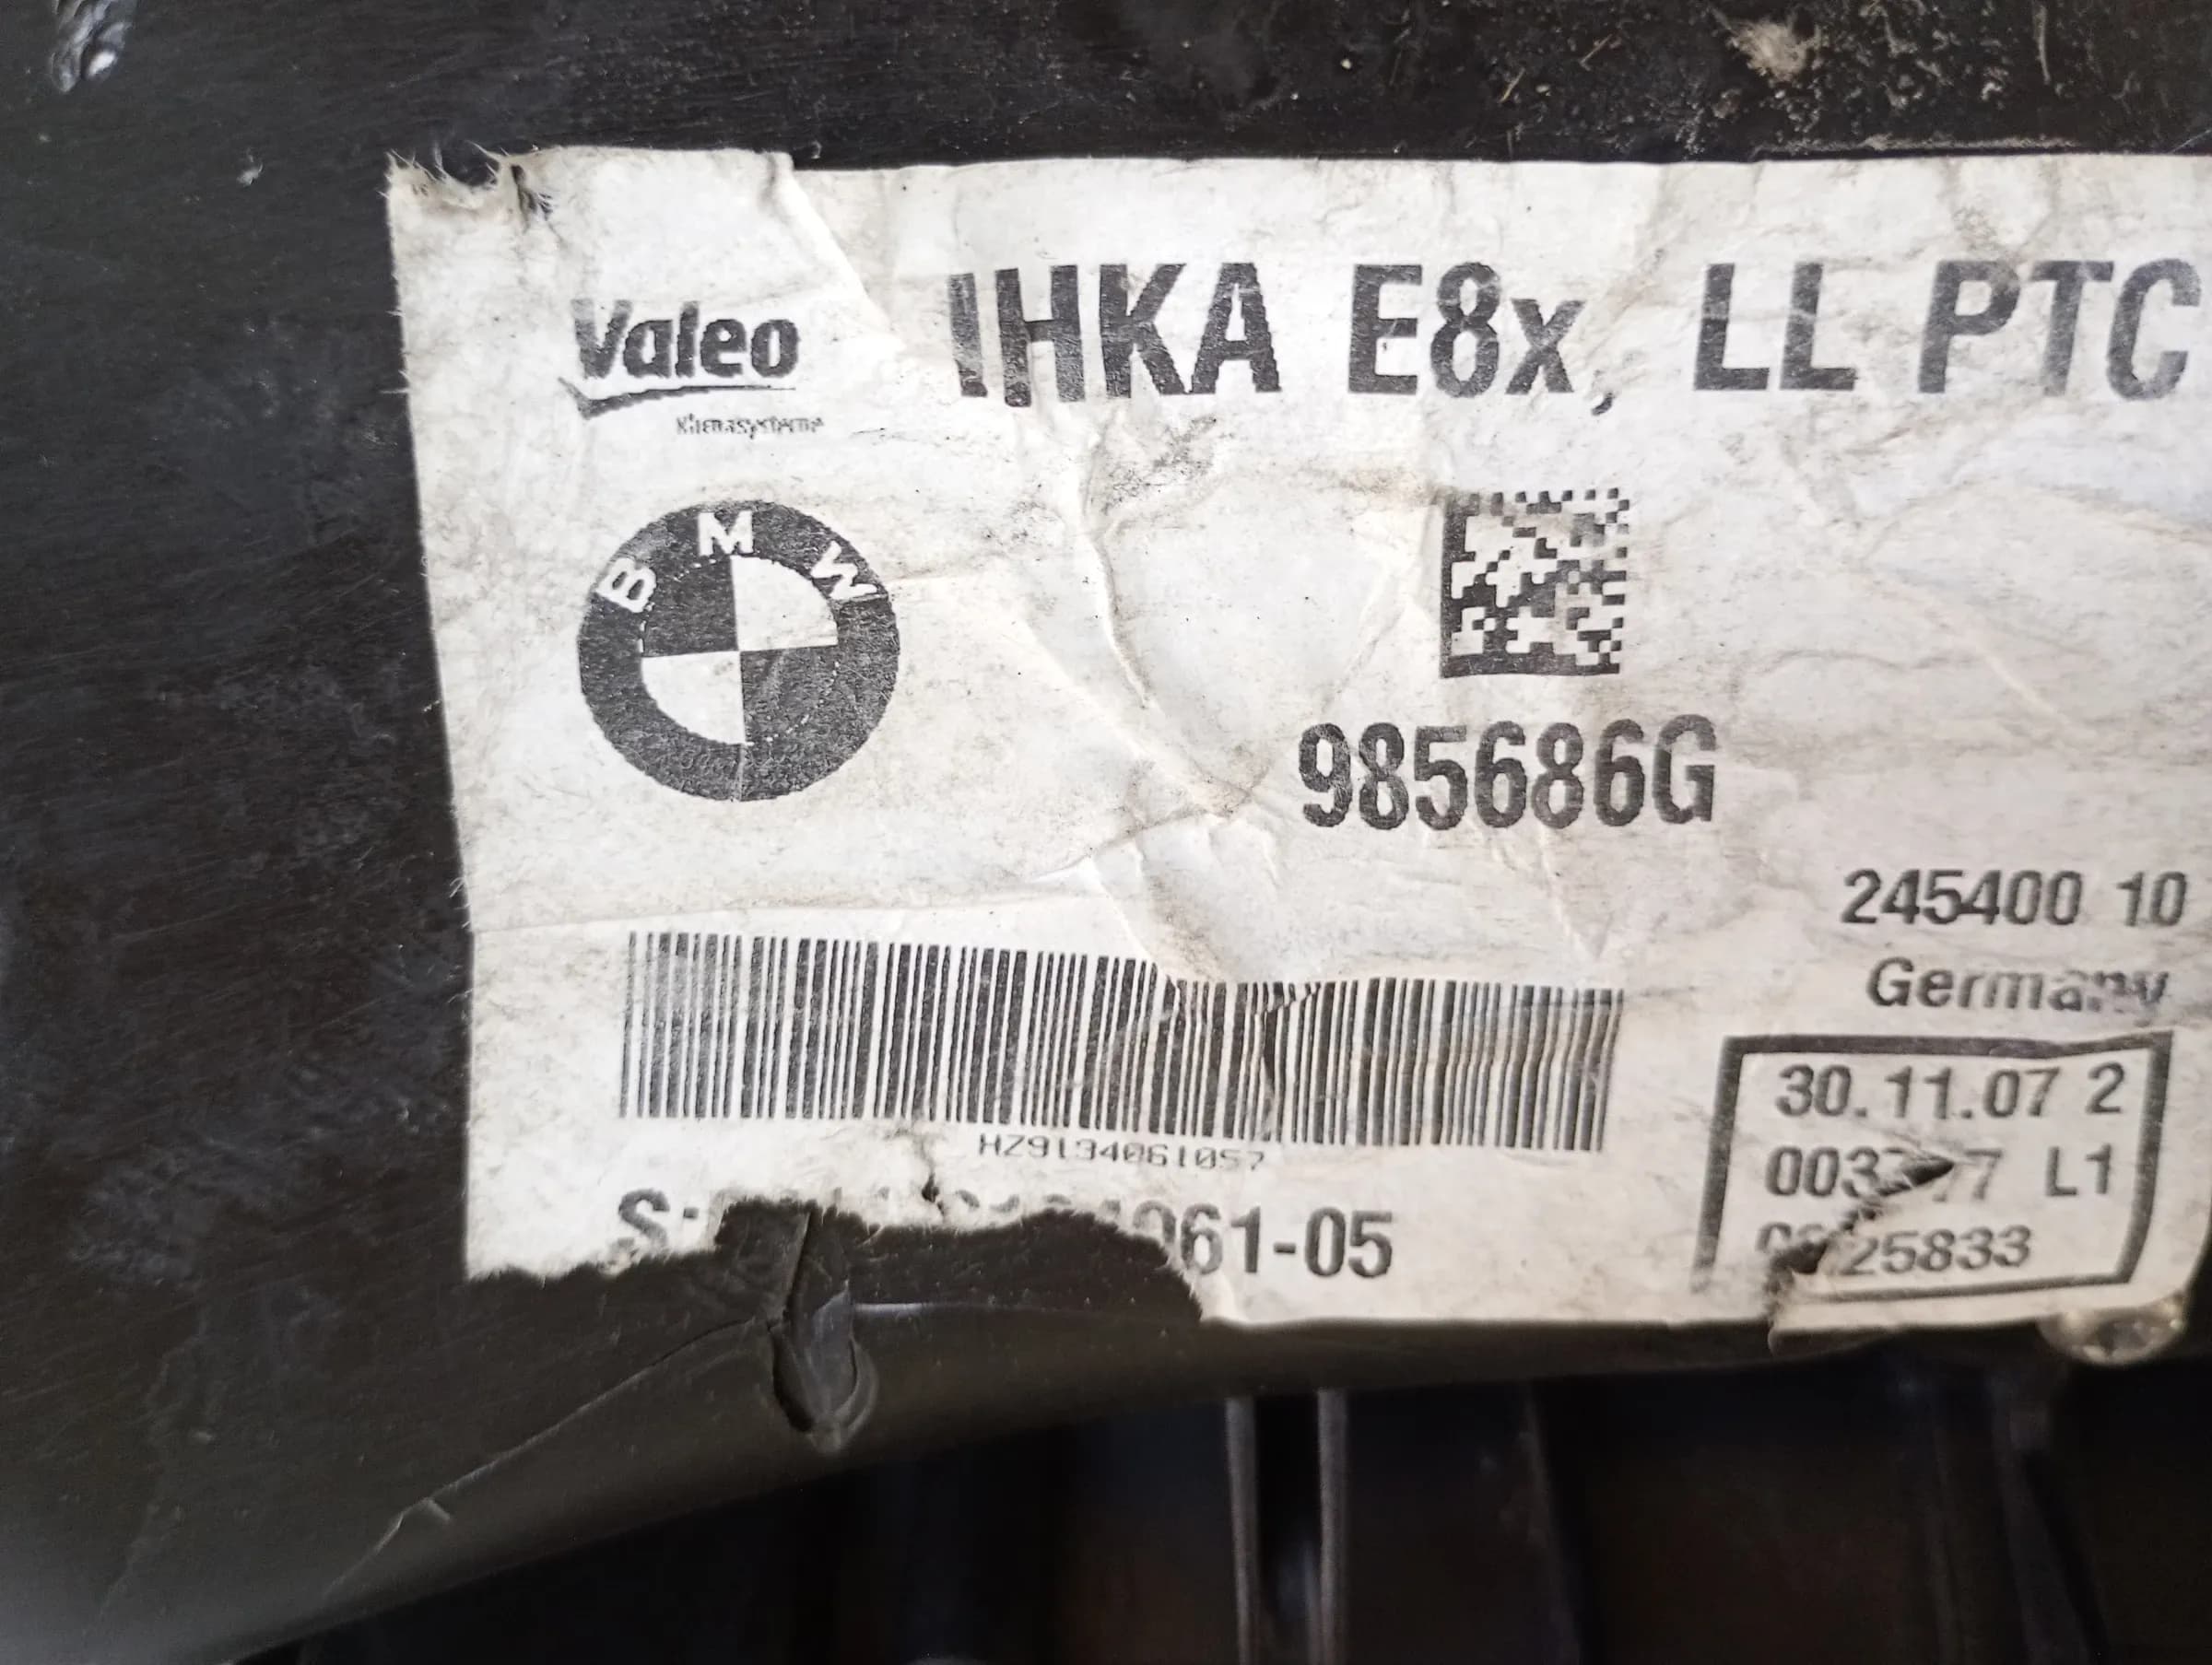 Valeo
Klimasysteme
IHKA E8x, LL PTC
BMW
985686G
245400 10
Germany
HZ9134061057
30.11.07 2
L1
25833
061-05